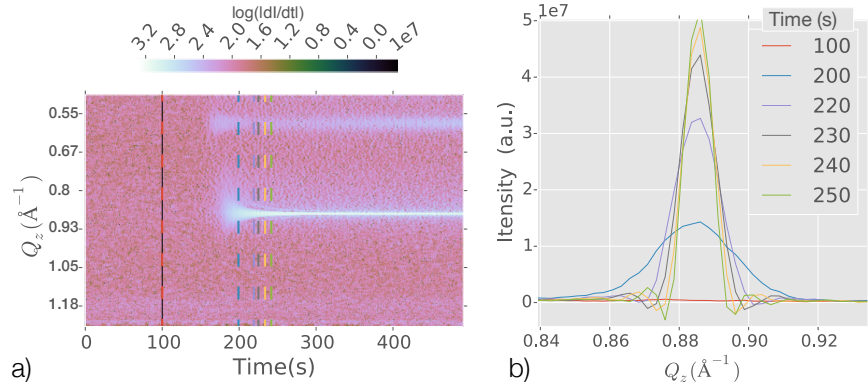 log(|dI/dt|)
3.2 2.8 2.4 2.0 1.6 1.2 0.8 0.4 0.0 1e7
0.55
0.67
0.8
0.93
1.05
1.18
Q_z (Å⁻¹)
0 100 200 300 400
Time(s)
a)
1e7
5
4
3
2
1
0
Itensity (a.u.)
Time (s)
100
200
220
230
240
250
0.84 0.86 0.88 0.90 0.92
Q_z (Å⁻¹)
b)